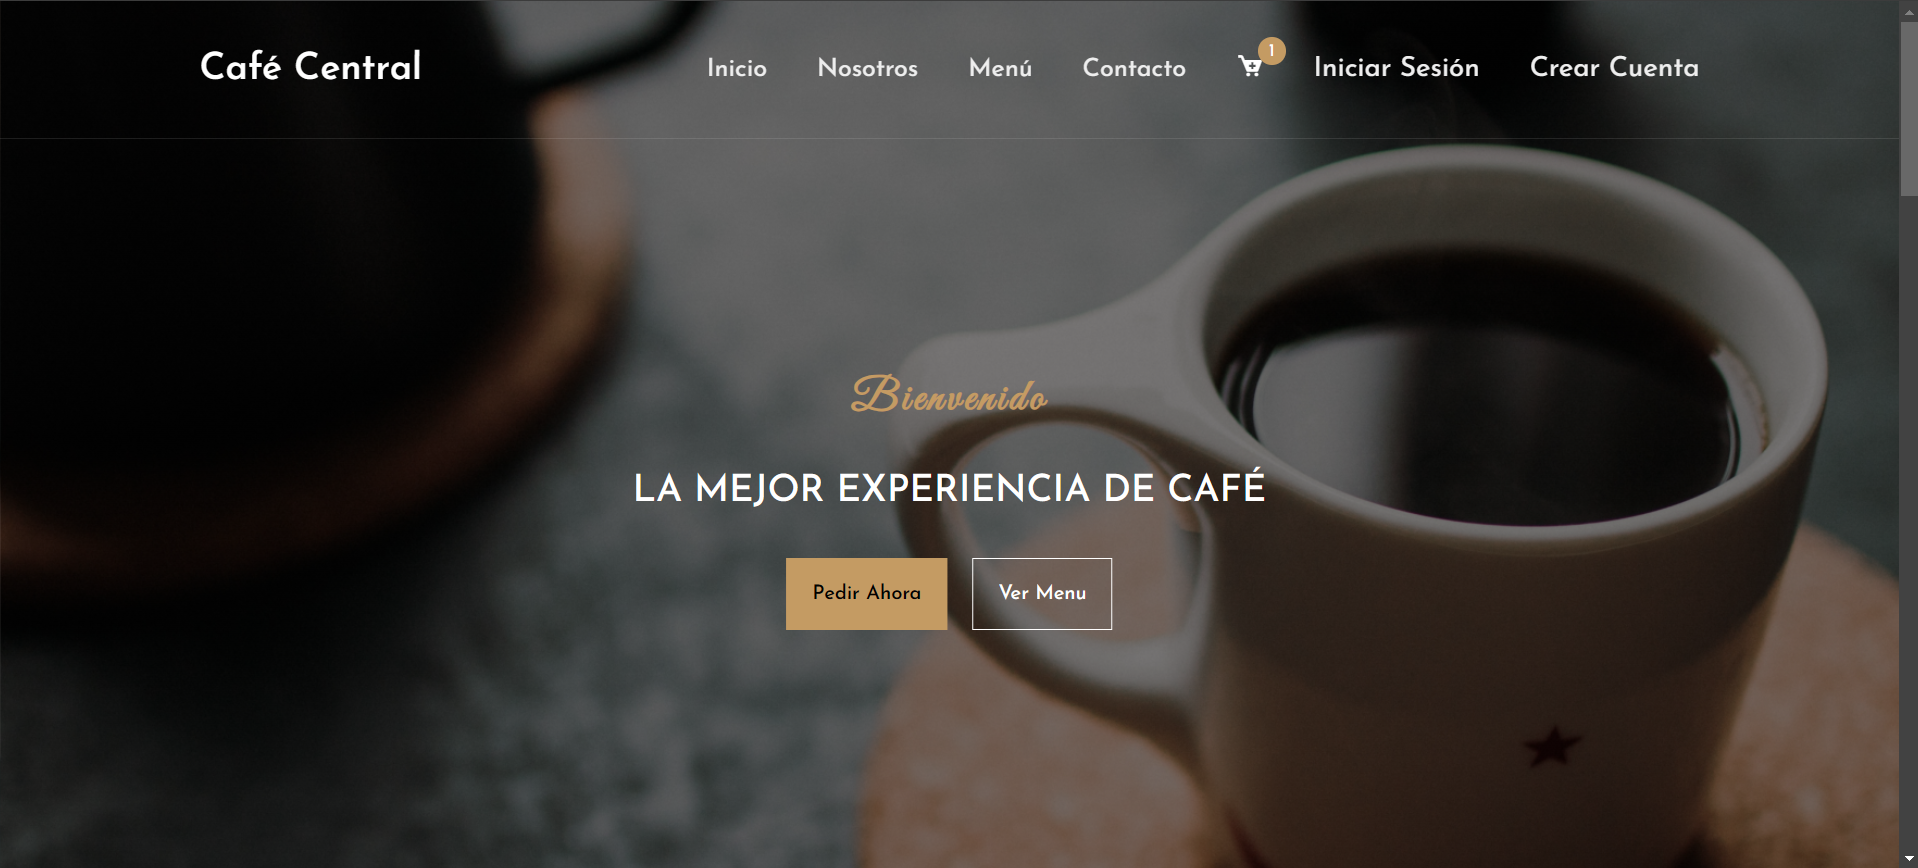 Café Central
Inicio Nosotros Menú Contacto 1 Iniciar Sesión Crear Cuenta
Bienvenido
LA MEJOR EXPERIENCIA DE CAFÉ
Pedir Ahora Ver Menu